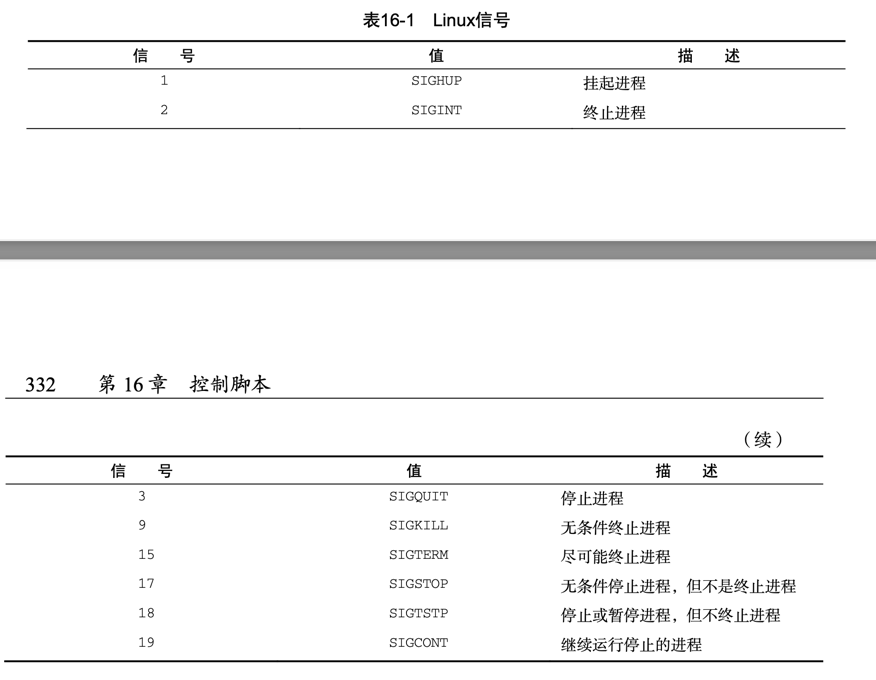 表16-1 Linux信号
信 号 值 描 述
1 SIGHUP 挂起进程
2 SIGINT 终止进程
332 第 16 章 控制脚本
（续）
信 号 值 描 述
3 SIGQUIT 停止进程
9 SIGKILL 无条件终止进程
15 SIGTERM 尽可能终止进程
17 SIGSTOP 无条件停止进程，但不是终止进程
18 SIGTSTP 停止或暂停进程，但不终止进程
19 SIGCONT 继续运行停止的进程